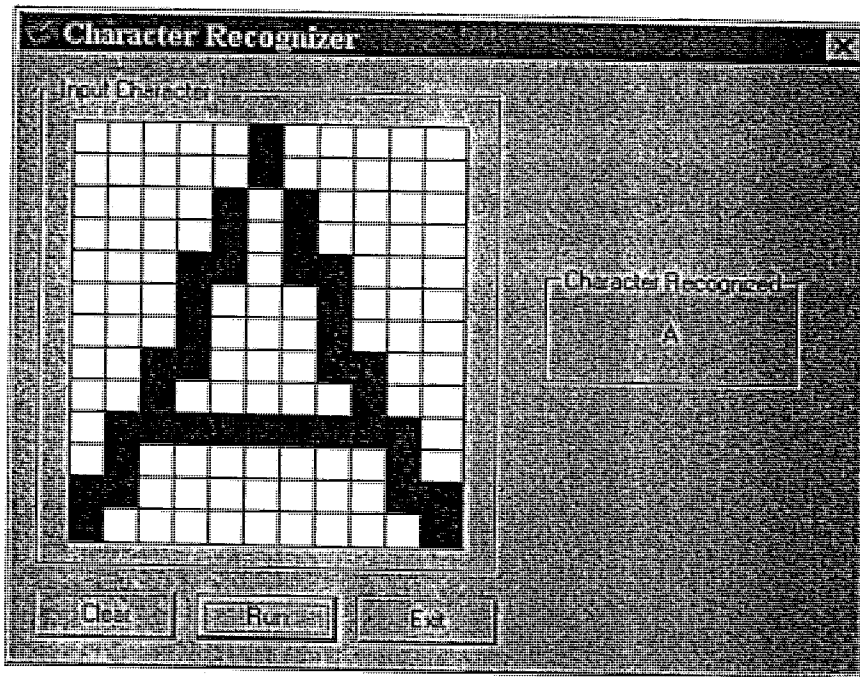 Character Recognizer
Input Character
Character Recognized
A
Clear
Run
Exit